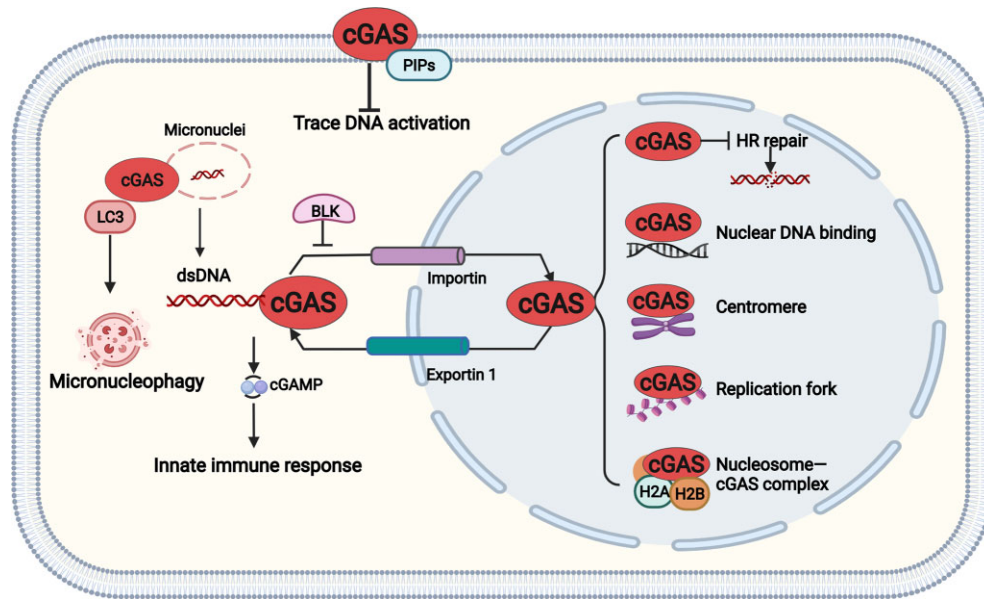 cGAS
PIPs
Trace DNA activation
Micronuclei
cGAS
LC3
BLK
dsDNA
cGAS
Importin
cGAS
Exportin 1
Micronucleophagy
cGAMP
Innate immune response
cGAS
HR repair
cGAS
Nuclear DNA binding
cGAS
Centromere
cGAS
Replication fork
cGAS
H2A
H2B
Nucleosome—
cGAS complex